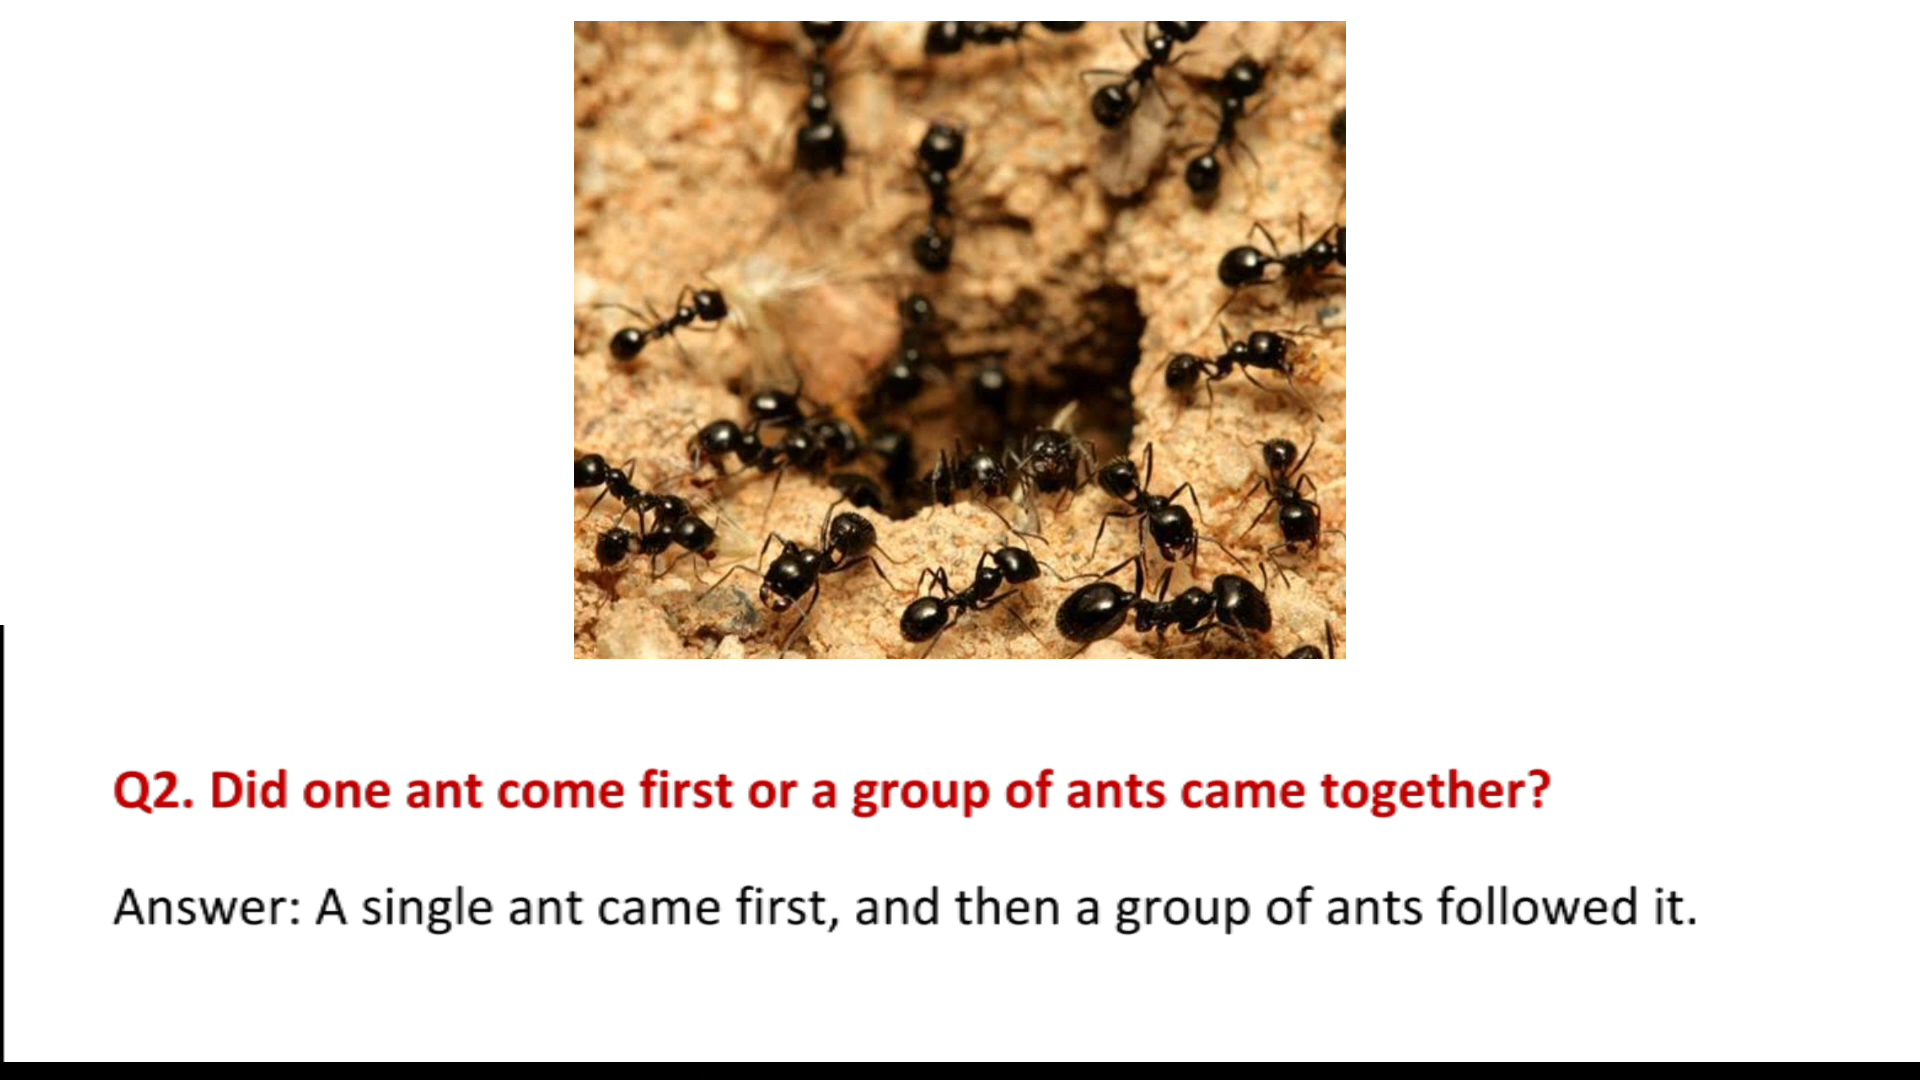 Q2. Did one ant come first or a group of ants came together?
Answer: A single ant came first, and then a group of ants followed it.